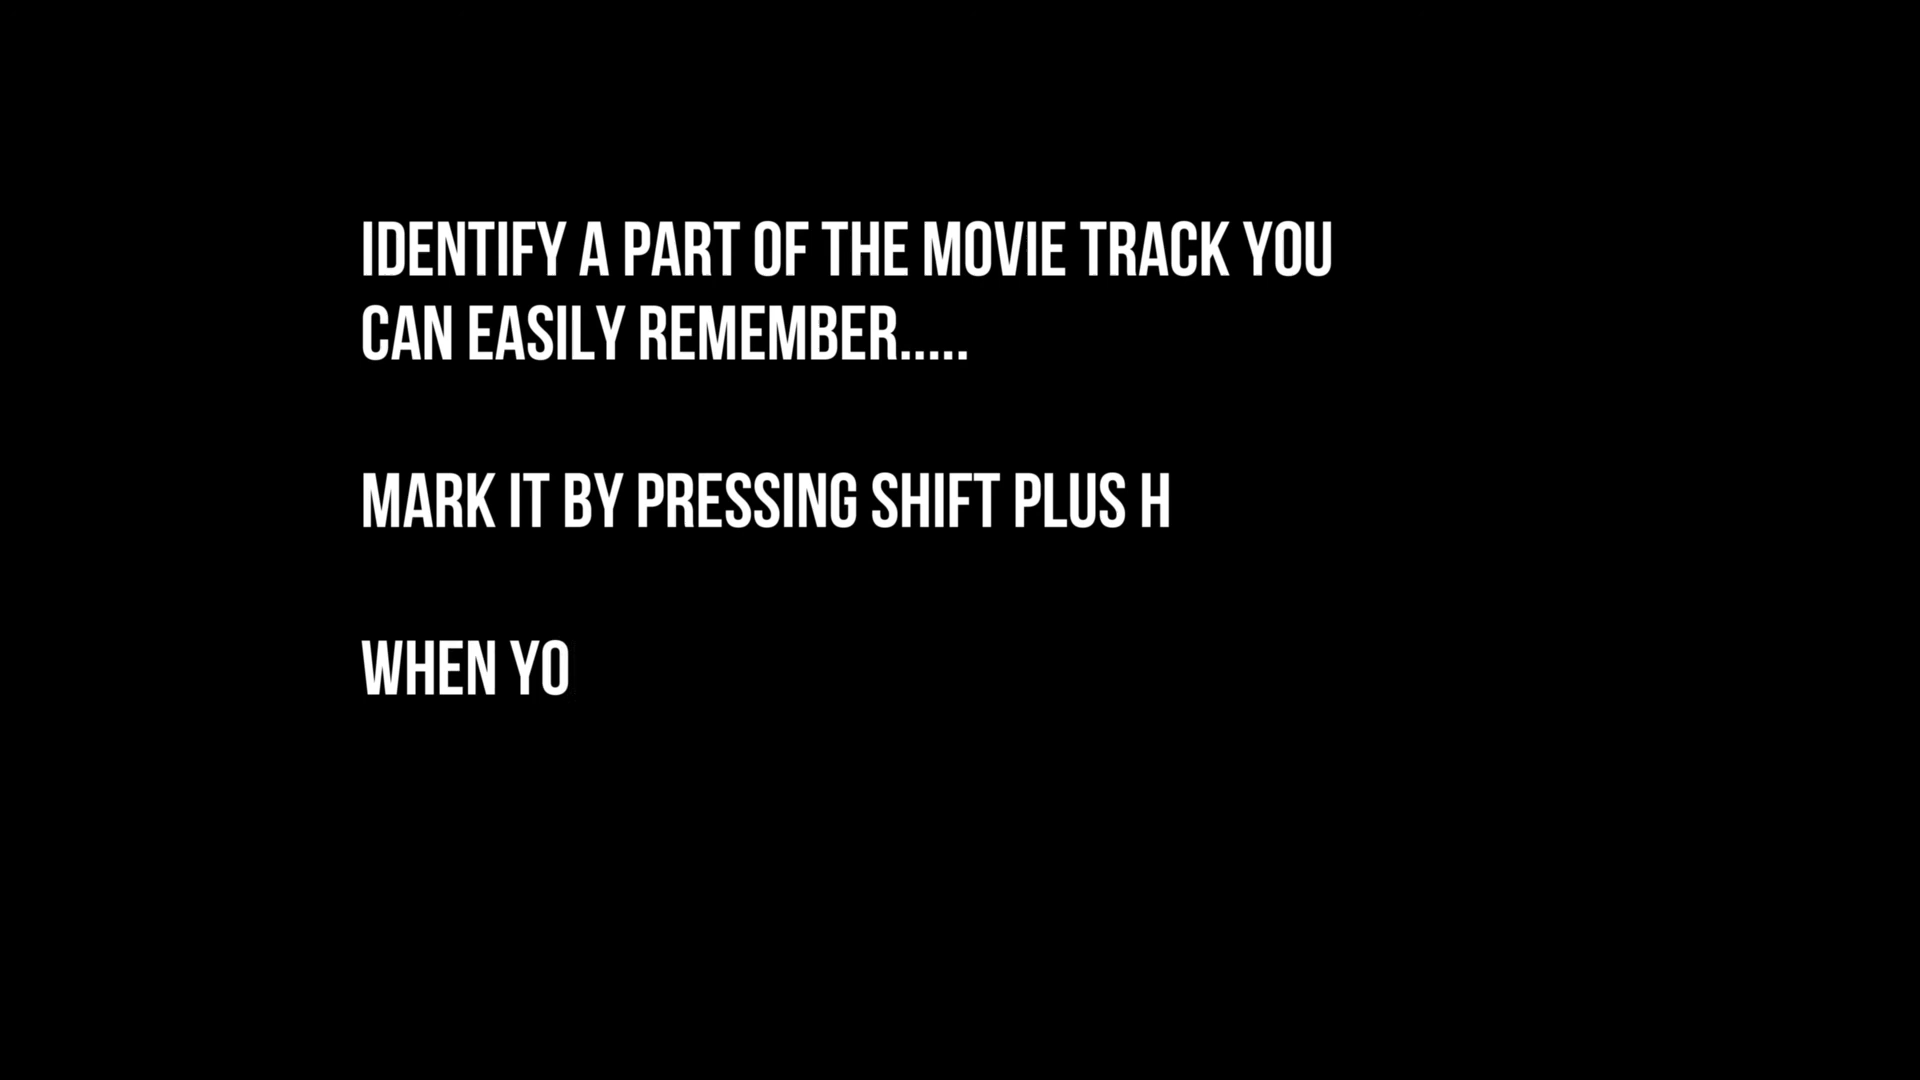 IDENTIFY A PART OF THE MOVIE TRACK YOU
CAN EASILY REMEMBER.....
MARK IT BY PRESSING SHIFT PLUS H
WHEN YO